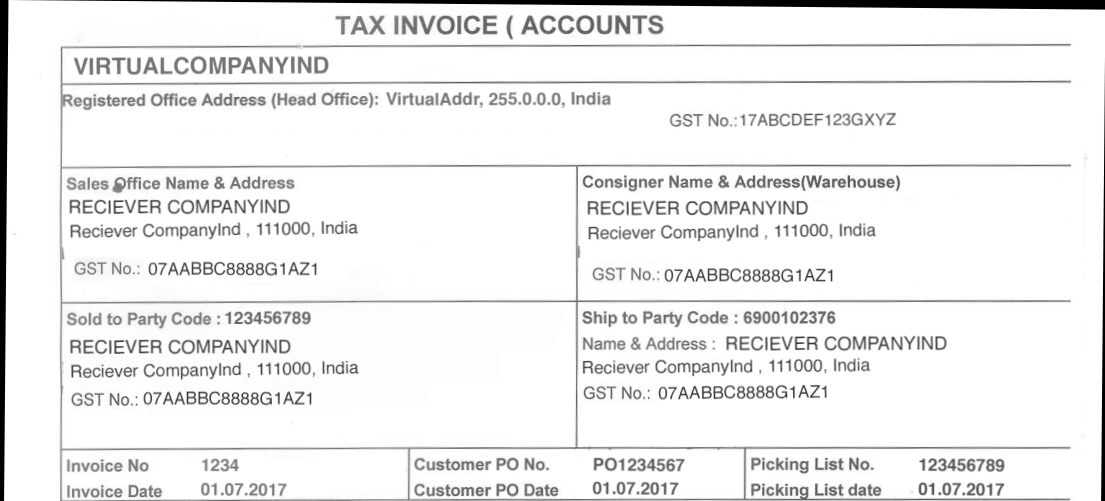 TAX INVOICE ( ACCOUNTS
VIRTUALCOMPANYIND
Registered Office Address (Head Office): VirtualAddr, 255.0.0.0, India
GST No.:17ABCDEF123GXYZ
Sales Office Name & Address
RECIEVER COMPANYIND
Reciever CompanyInd , 111000, India
GST No.: 07AABBC8888G1AZ1
Consigner Name & Address(Warehouse)
RECIEVER COMPANYIND
Reciever CompanyInd , 111000, India
GST No.: 07AABBC8888G1AZ1
Sold to Party Code : 123456789
RECIEVER COMPANYIND
Reciever CompanyInd , 111000, India
GST No.: 07AABBC8888G1AZ1
Ship to Party Code : 6900102376
Name & Address : RECIEVER COMPANYIND
Reciever CompanyInd , 111000, India
GST No.: 07AABBC8888G1AZ1
Invoice No 1234 Customer PO No. PO1234567 Picking List No. 123456789
Invoice Date 01.07.2017 Customer PO Date 01.07.2017 Picking List date 01.07.2017